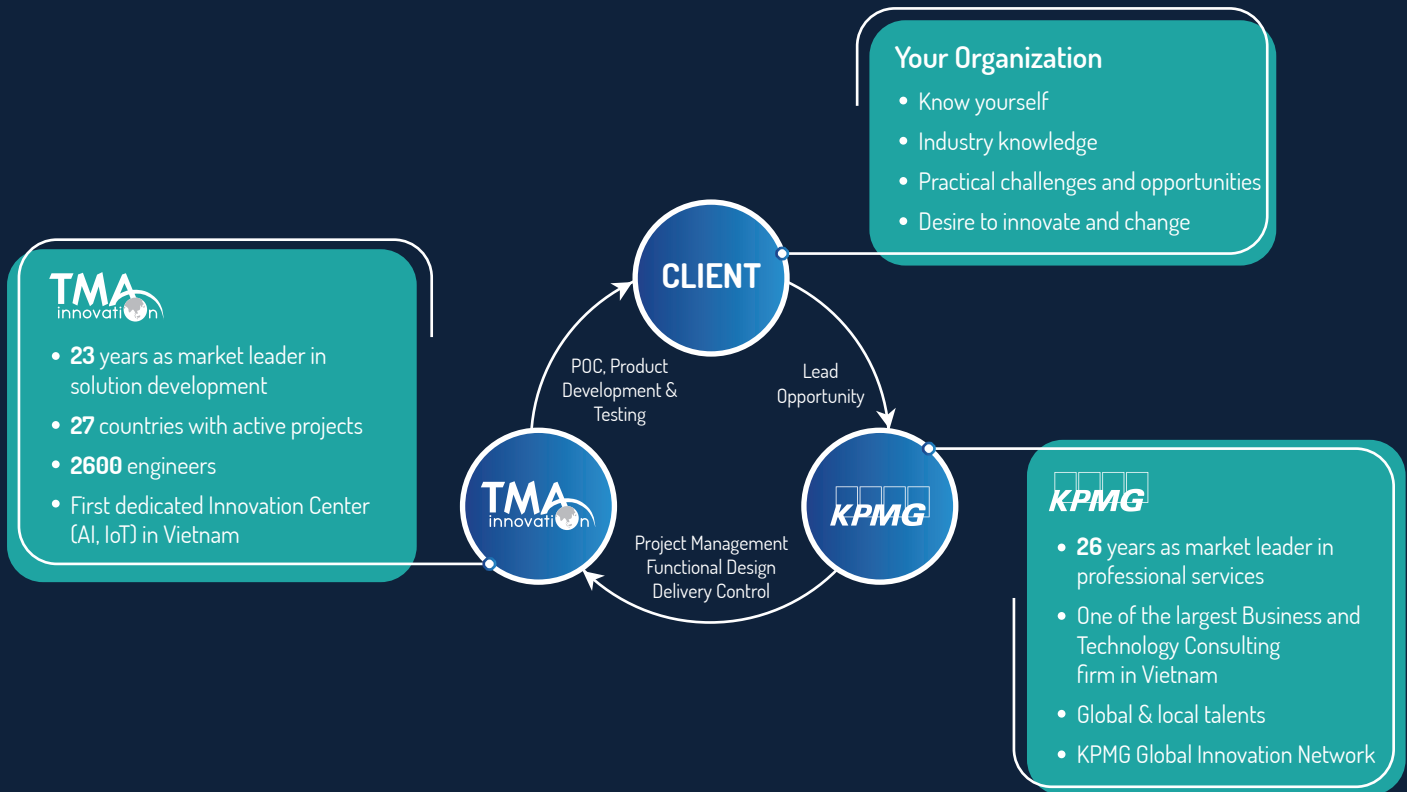 Your Organization
• Know yourself
• Industry knowledge
• Practical challenges and opportunities
• Desire to innovate and change
CLIENT
TMA
innovation
• 23 years as market leader in
solution development
• 27 countries with active projects
• 2600 engineers
• First dedicated Innovation Center
(AI, IoT) in Vietnam
POC, Product
Development &
Testing
Lead
Opportunity
TMA
innovation
KPMG
Project Management
Functional Design
Delivery Control
KPMG
• 26 years as market leader in
professional services
• One of the largest Business and
Technology Consulting
firm in Vietnam
• Global & local talents
• KPMG Global Innovation Network